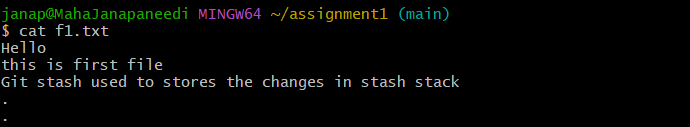 janap@MahaJanapaneedi MINGW64 ~/assignment1 (main)
$ cat f1.txt
Hello
this is first file
Git stash used to stores the changes in stash stack
.
.